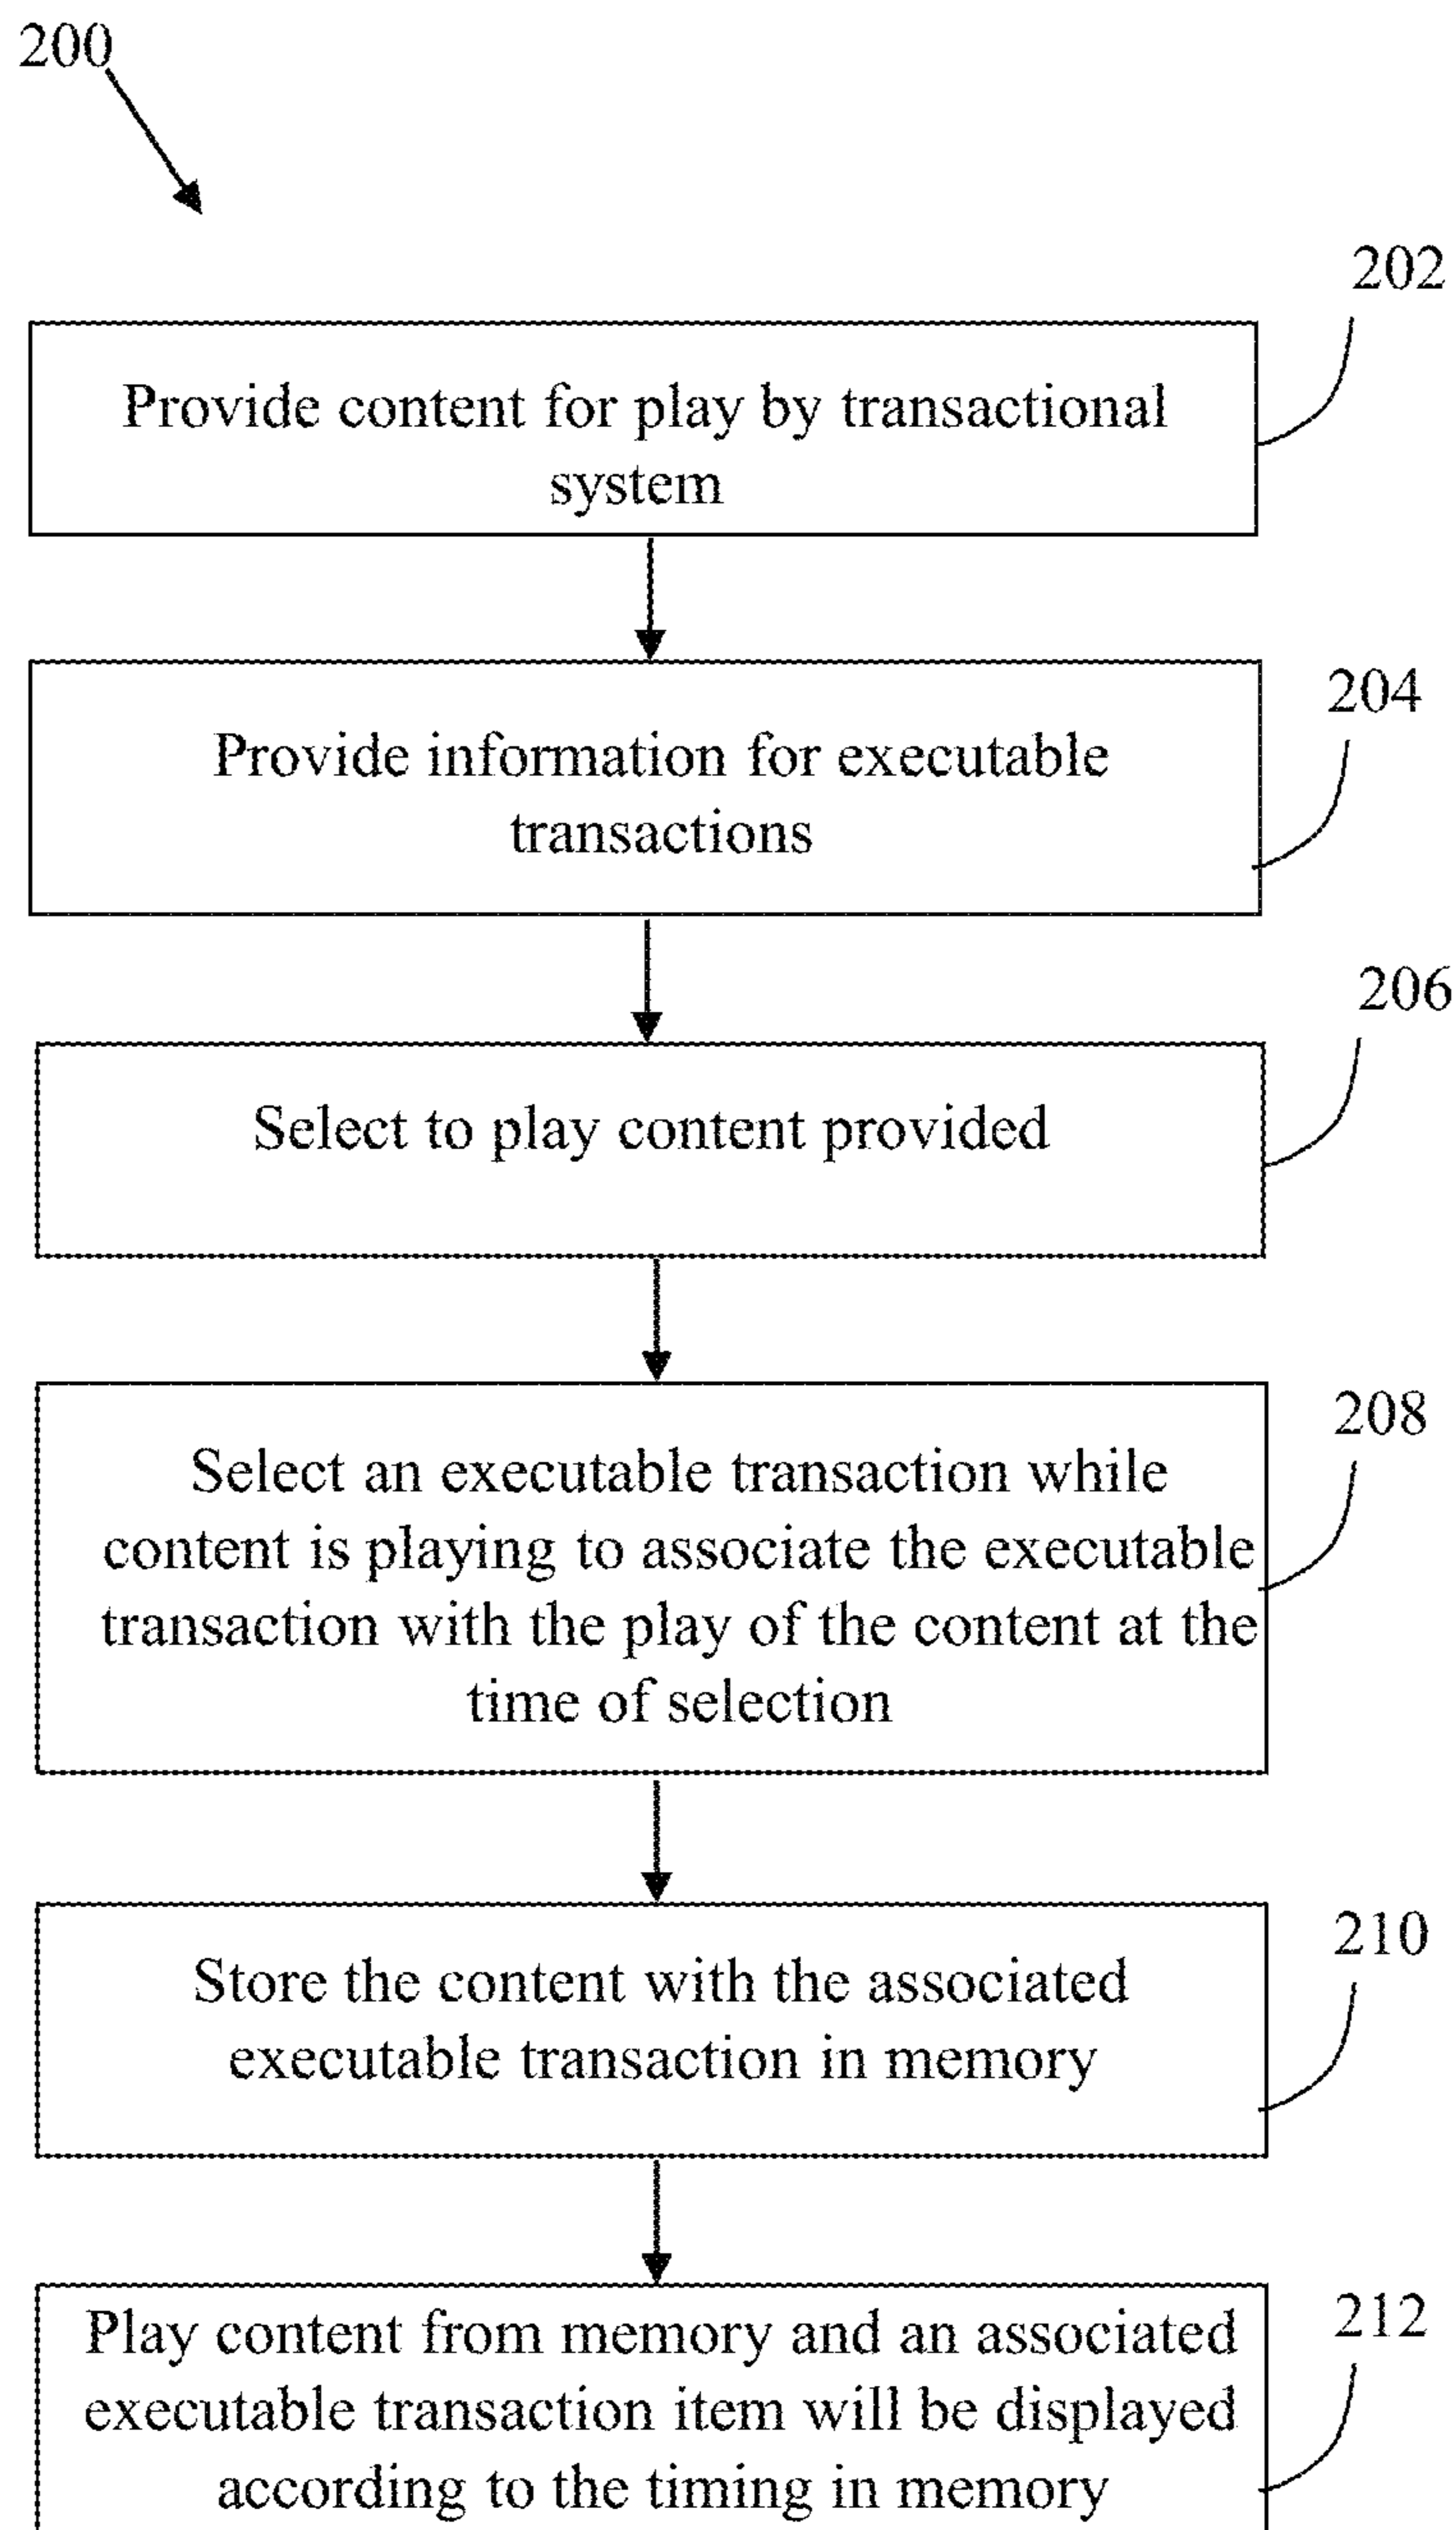 200
202
Provide content for play by transactional
system
204
Provide information for executable
transactions
206
Select to play content provided
208
Select an executable transaction while
content is playing to associate the executable
transaction with the play of the content at the
time of selection
210
Store the content with the associated
executable transaction in memory
212
Play content from memory and an associated
executable transaction item will be displayed
according to the timing in memory